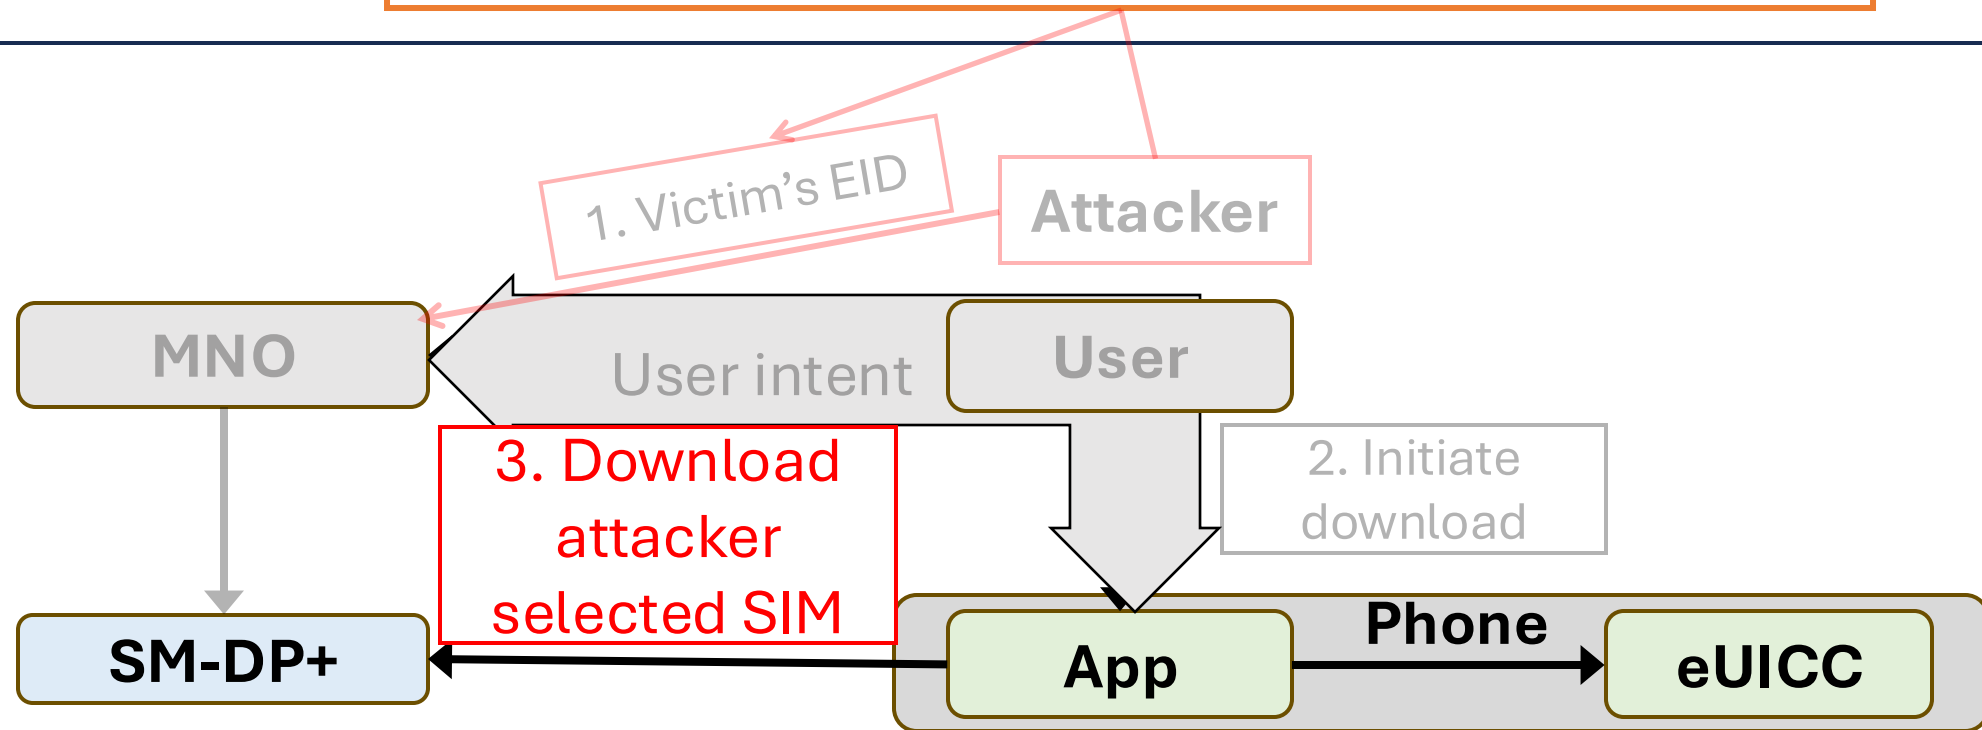 1. Victim's EID
Attacker
MNO
User intent
User
3. Download
attacker
selected SIM
2. Initiate
download
Phone
SM-DP+
App
eUICC